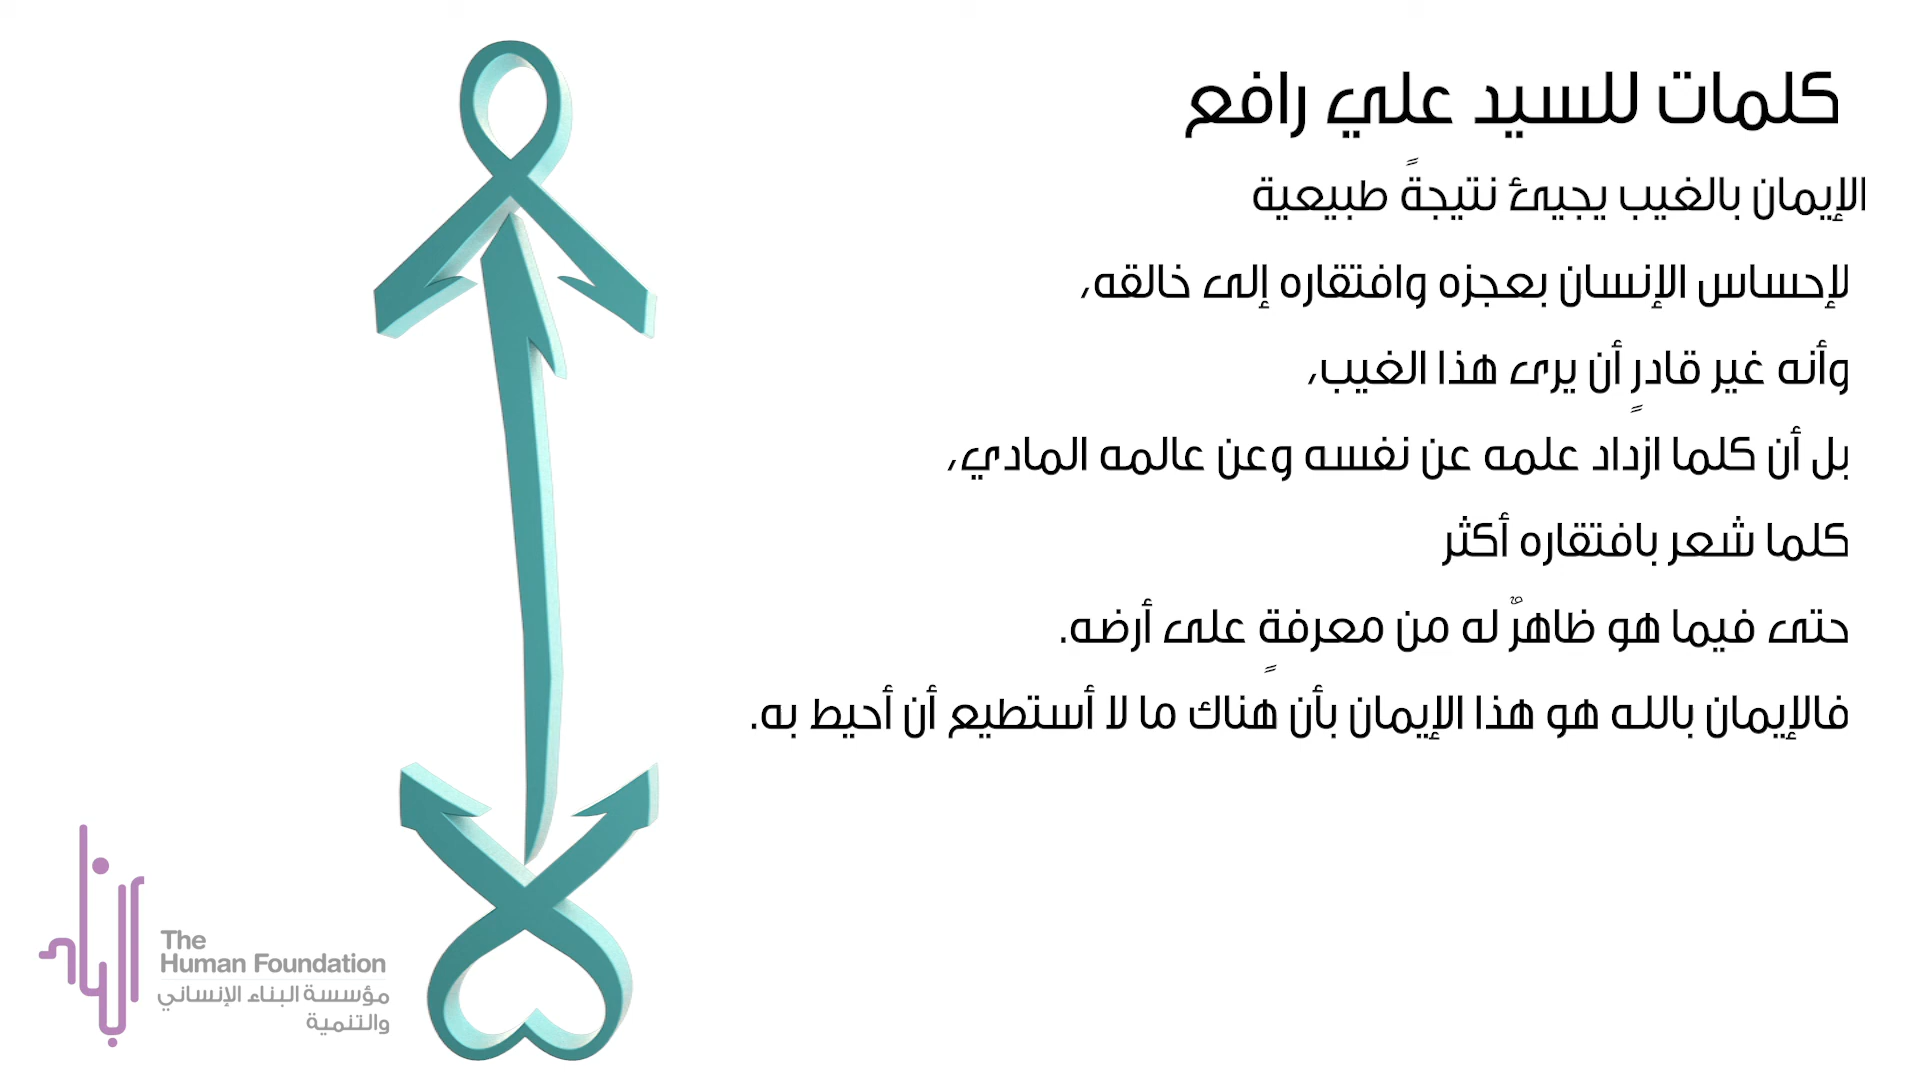 كلمات للسيد علي رافع
الإيمان بالغيب يجيئ نتيجةً طبيعية
لإحساس الإنسان بعجزه وافتقاره إلى خالقه،
وأنه غير قادرٍ أن يرى هذا الغيب،
بل أن كلما ازداد علمه عن نفسه وعن عالمه المادي،
كلما شعر بافتقاره أكثر
حتى فيما هو ظاهرٌ له من معرفةٍ على أرضه.
فالإيمان بالله هو هذا الإيمان بأن هناك ما لا أستطيع أن أحيط به.
The
Human Foundation
مؤسسة البناء الإنساني
والتنمية